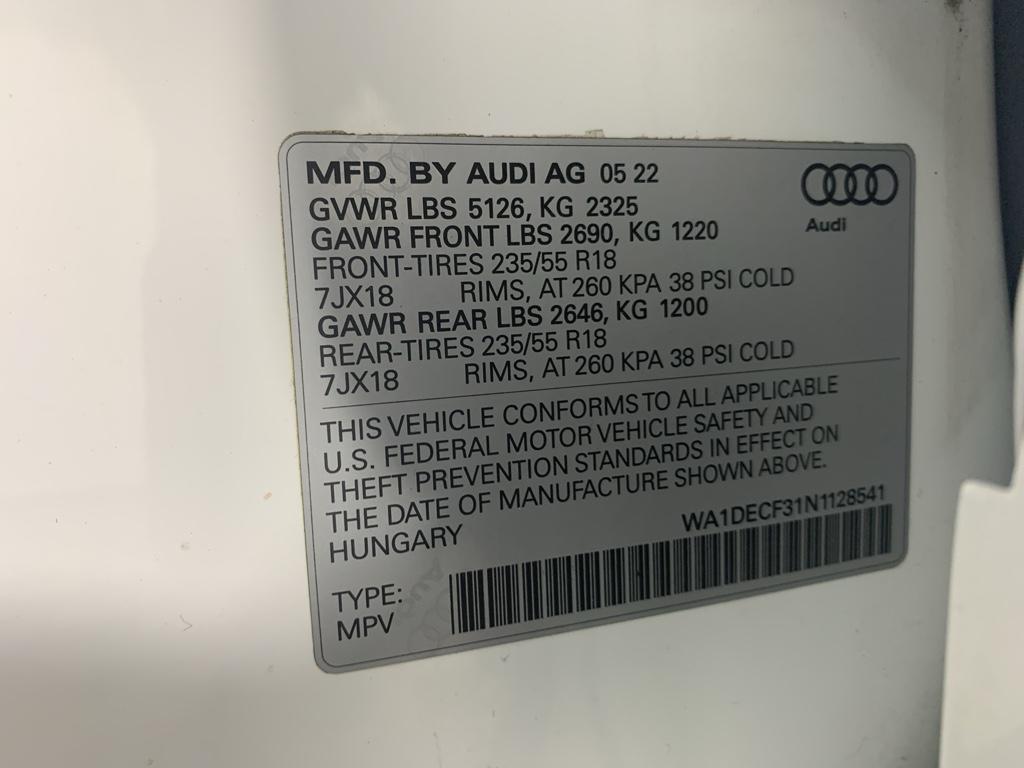 MFD. BY AUDI AG 05 22
Audi
GVWR LBS 5126, KG 2325
GAWR FRONT LBS 2690, KG 1220
FRONT-TIRES 235/55 R18
7JX18 RIMS, AT 260 KPA 38 PSI COLD
GAWR REAR LBS 2646, KG 1200
REAR-TIRES 235/55 R18
7JX18 RIMS, AT 260 KPA 38 PSI COLD
THIS VEHICLE CONFORMS TO ALL APPLICABLE
U.S. FEDERAL MOTOR VEHICLE SAFETY AND
THEFT PREVENTION STANDARDS IN EFFECT ON
THE DATE OF MANUFACTURE SHOWN ABOVE.
HUNGARY
WA1DECF31N1128541
TYPE:
MPV